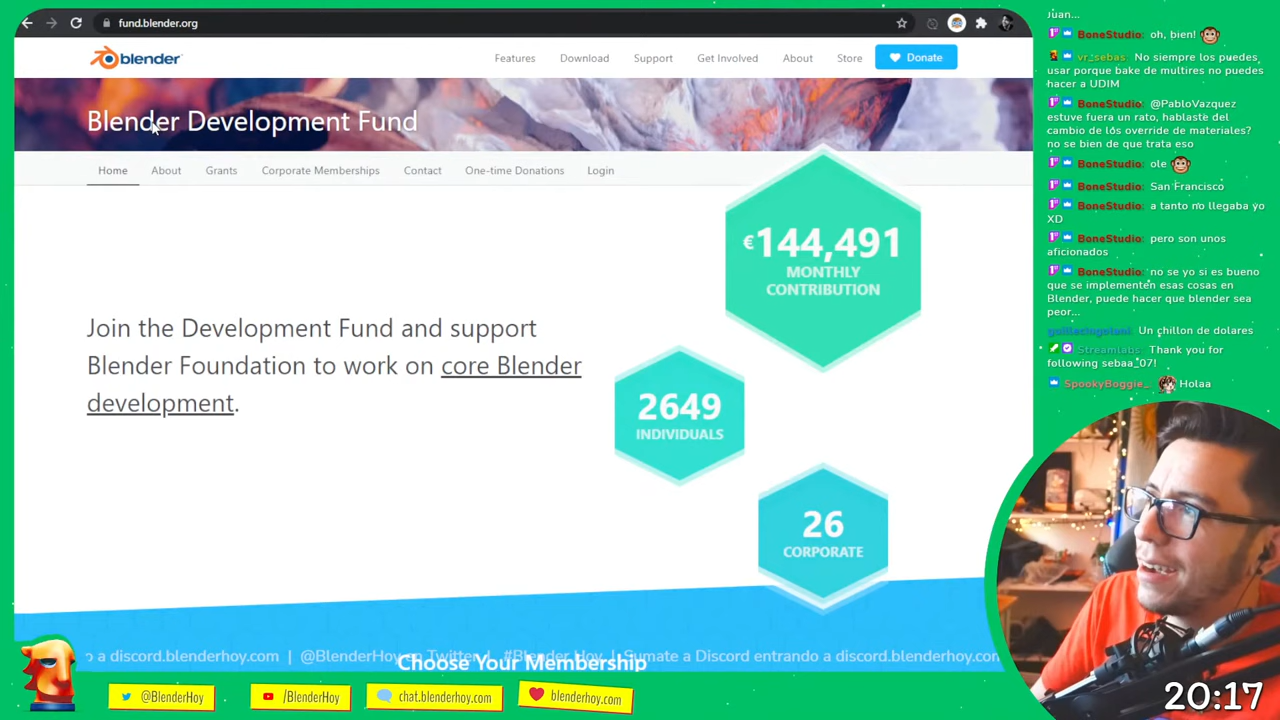 fund.blender.org
blender
Features
Download
Support
Get Involved
About
Store
Donate
Blender Development Fund
Home
About
Grants
Corporate Memberships
Contact
One-time Donations
Login
€144,491
MONTHLY
CONTRIBUTION
Join the Development Fund and support
Blender Foundation to work on core Blender
development.
2649
INDIVIDUALS
26
CORPORATE
o a discord.blenderhoy.com | @BlenderHoy en Twitter | #Blender Hoy | Sumate a Discord entrando a discord.blenderhoy.con
Choose Your Membership
@BlenderHoy
/BlenderHoy
chat.blenderhoy.com
blenderhoy.com
Juan...
BoneStudio: oh, bien!
vr_sebas: No siempre los puedes
usar porque bake de multires no puedes
hacer a UDIM
BoneStudio: @PabloVazquez
estuve fuera un rato, hablaste del
cambio de los override de materiales?
no se bien de que trata eso
BoneStudio: ole
BoneStudio: San Francisco
BoneStudio: a tanto no llegaba yo
XD
BoneStudio: pero son unos
aficionados
BoneStudio: no se yo si es bueno
que se implementen esas cosas en
Blender, puede hacer que blender sea
peor...
Un chillon de dolares
Streamlabs: Thank you for
following sebaa_07!
SpookyBoggie_ Holaa
20:17